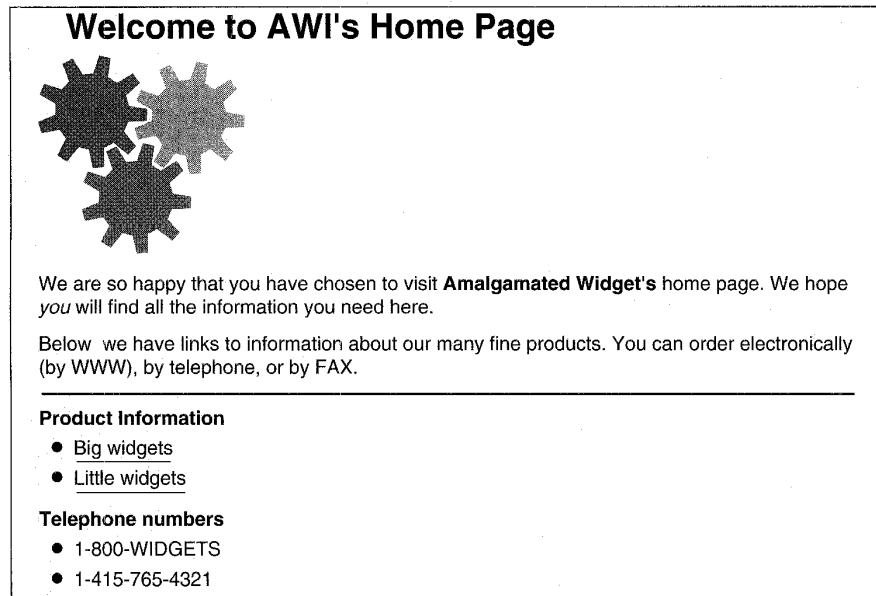 Welcome to AWI's Home Page
We are so happy that you have chosen to visit Amalgamated Widget's home page. We hope
you will find all the information you need here.
Below we have links to information about our many fine products. You can order electronically
(by WWW), by telephone, or by FAX.
Product Information
● Big widgets
● Little widgets
Telephone numbers
● 1-800-WIDGETS
● 1-415-765-4321